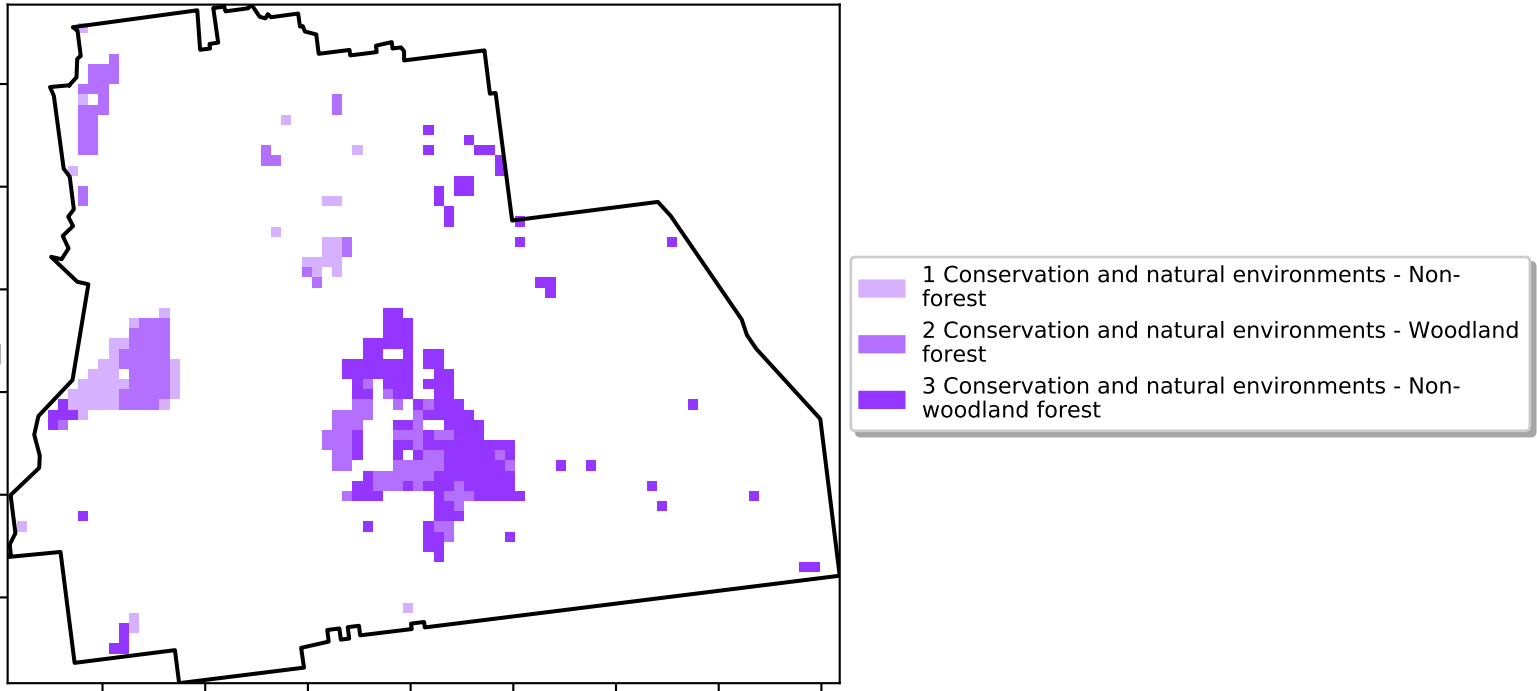 1 Conservation and natural environments - Non-
forest
2 Conservation and natural environments - Woodland
forest
3 Conservation and natural environments - Non-
woodland forest